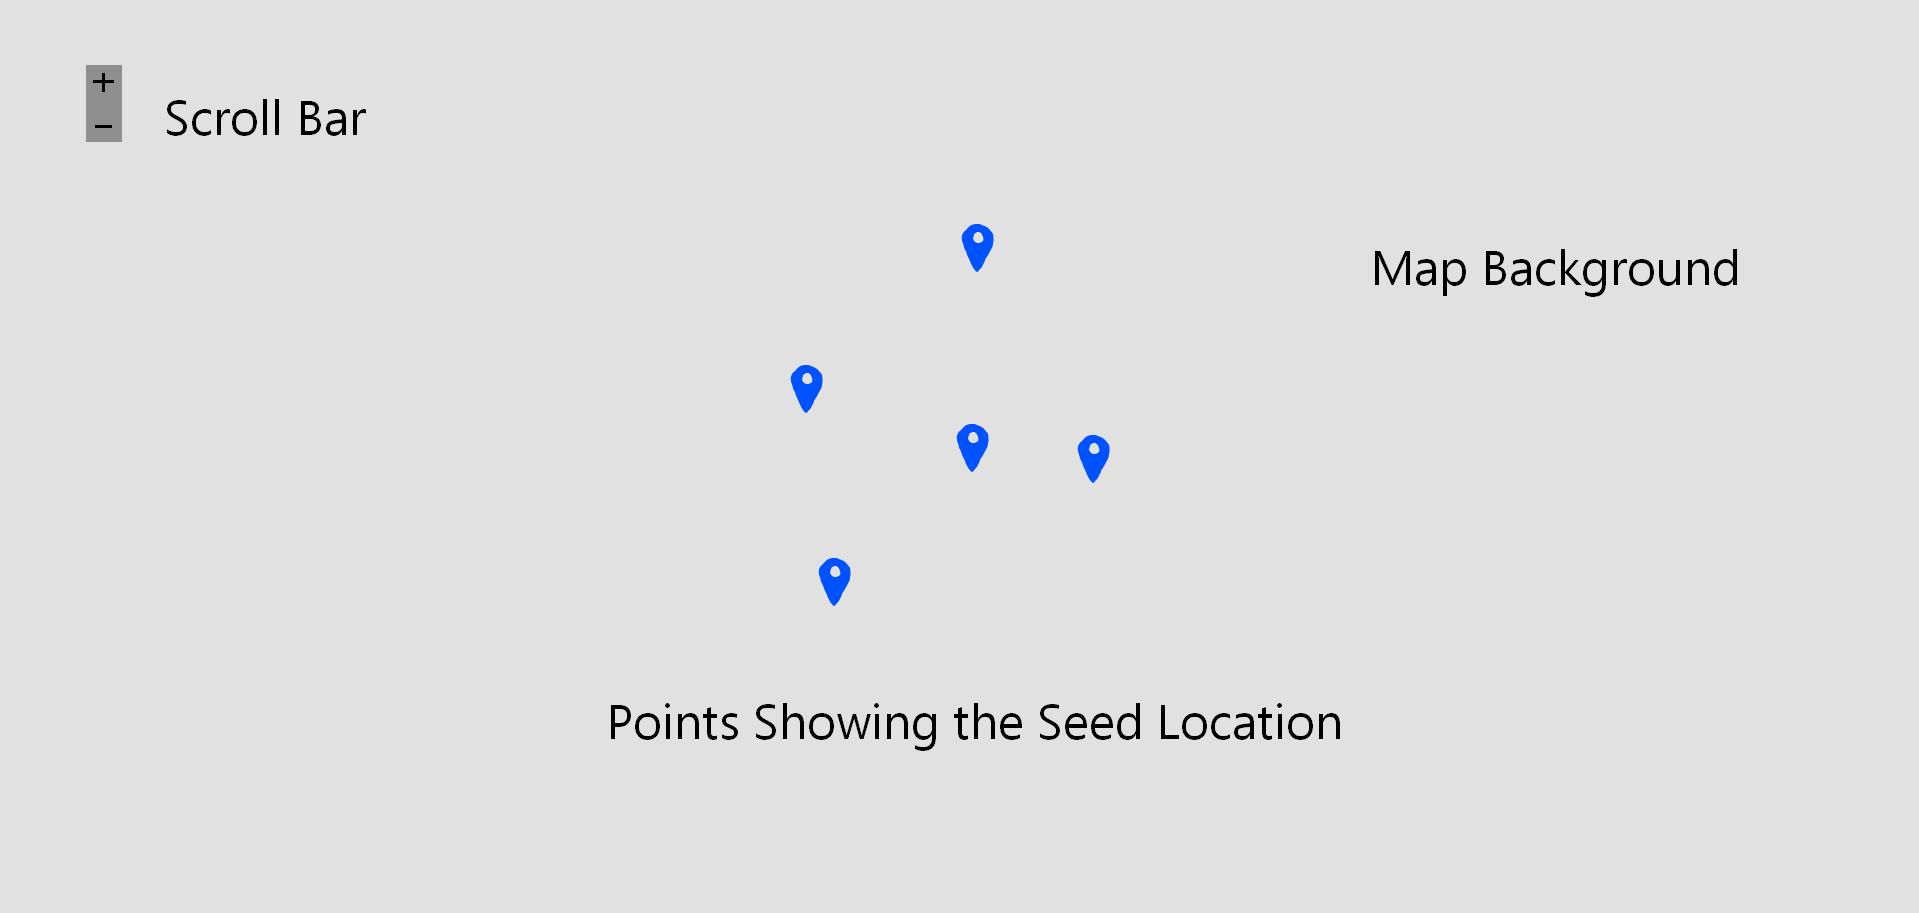 +
–
Scroll Bar
Map Background
Points Showing the Seed Location